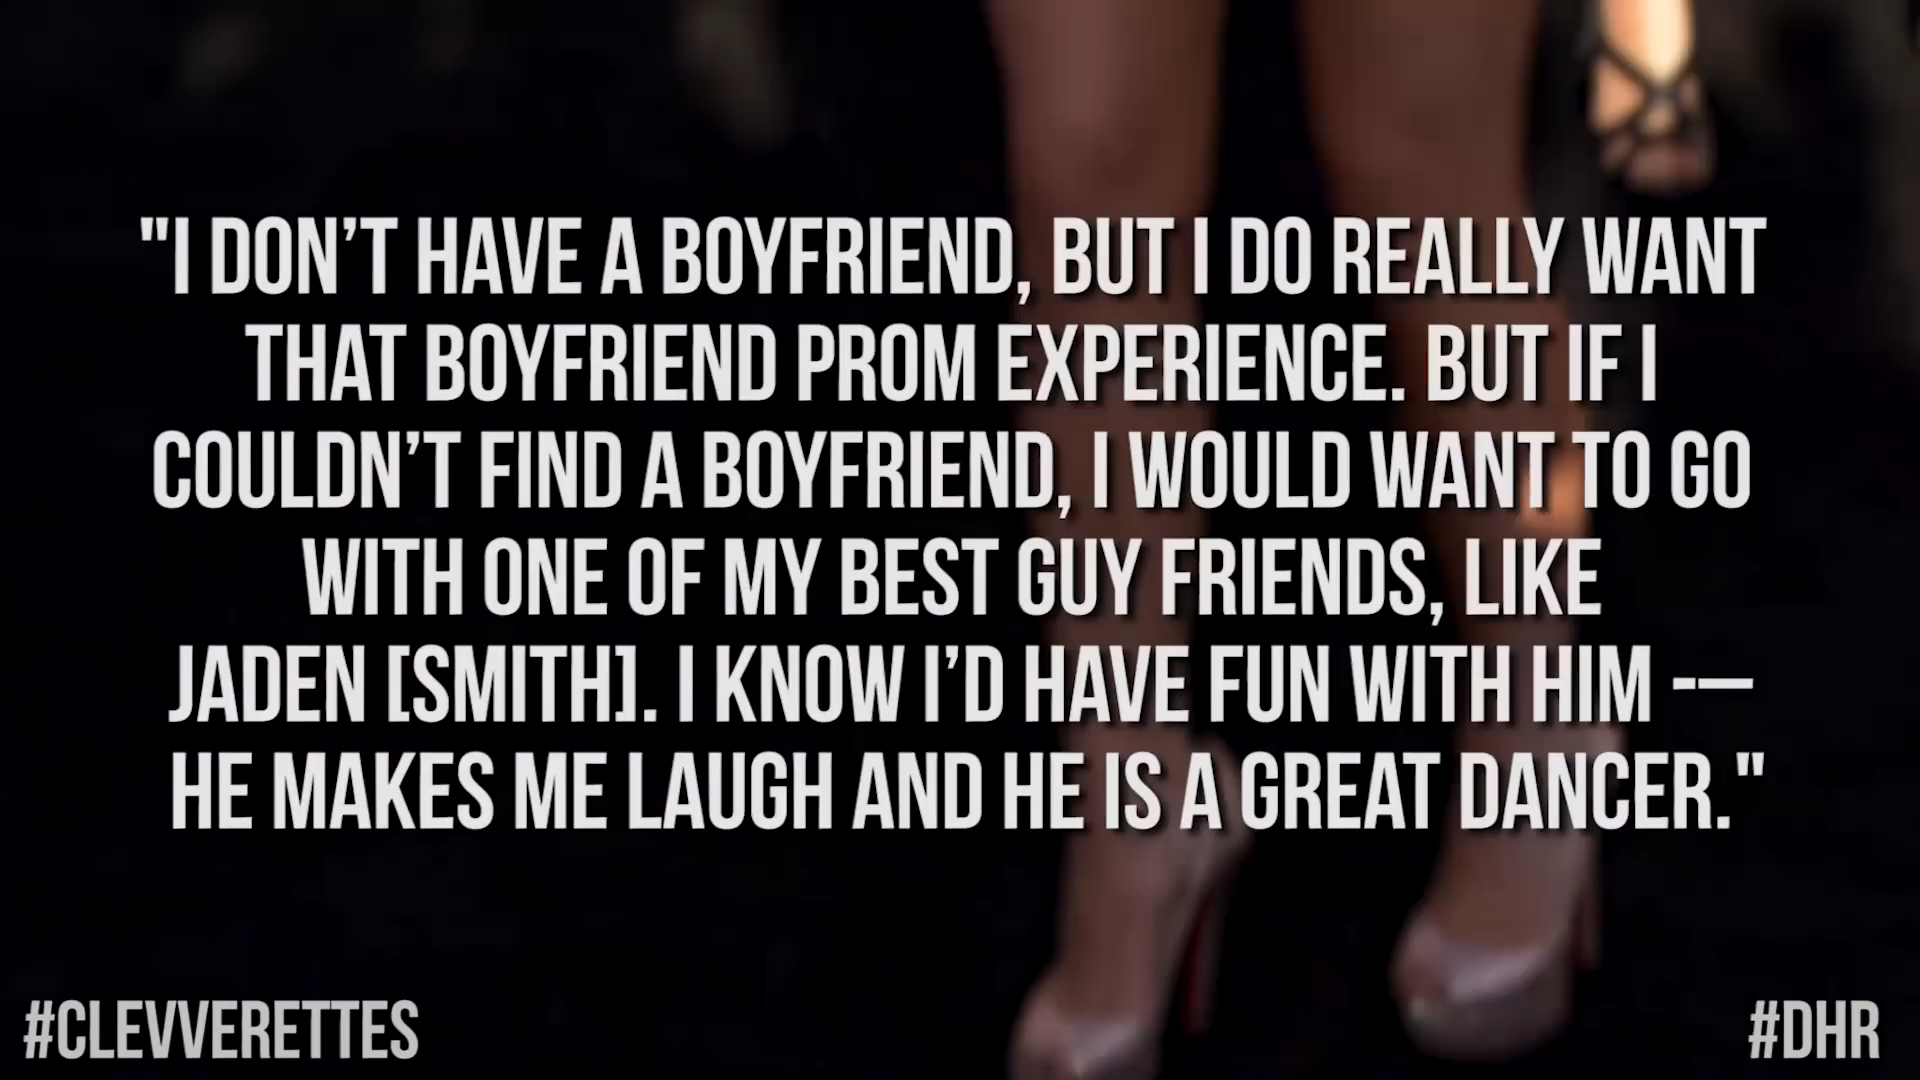 "I DON’T HAVE A BOYFRIEND, BUT I DO REALLY WANT
THAT BOYFRIEND PROM EXPERIENCE. BUT IF I
COULDN’T FIND A BOYFRIEND, I WOULD WANT TO GO
WITH ONE OF MY BEST GUY FRIENDS, LIKE
JADEN [SMITH]. I KNOW I’D HAVE FUN WITH HIM -—
HE MAKES ME LAUGH AND HE IS A GREAT DANCER."
#CLEVVERETTES
#DHR